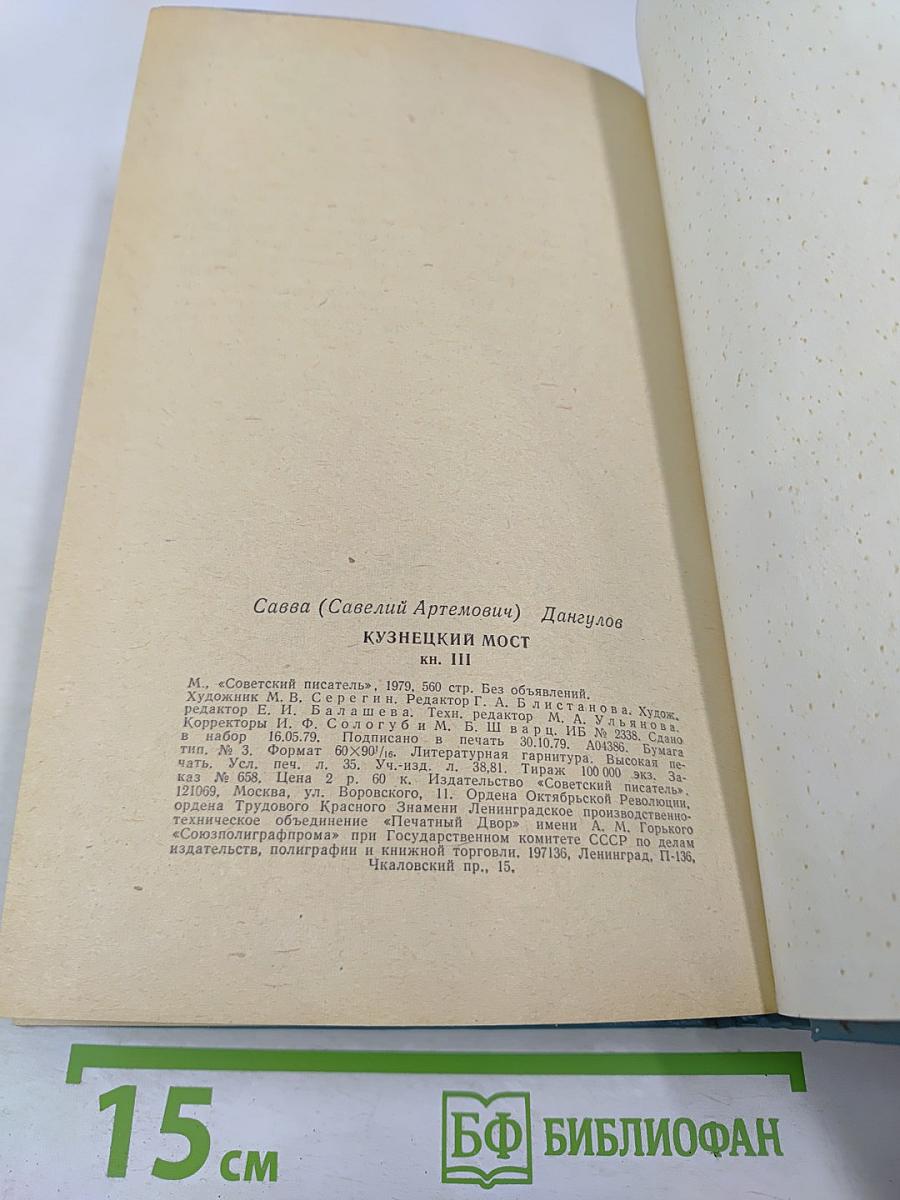 Савва (Савелий Артемович) Дангулов
КУЗНЕЦКИЙ МОСТ
кн. III
М., «Советский писатель», 1979, 560 стр. Без объявлений.
Художник М. В. Серегин. Редактор Г. А. Блистанова. Худож.
редактор Е. И. Балашева. Техн. редактор М. А. Ульянова.
Корректоры И. Ф. Сологуб и М. Б. Шварц. ИБ № 2338. Сдано
в набор 16.05.79. Подписано в печать 30.10.79. А04386. Бумага
тип. № 3. Формат 60×90¹/₁₆. Литературная гарнитура. Высокая пе-
чать. Усл. печ. л. 35. Уч.-изд. л. 38,81. Тираж 100 000 экз. За-
каз № 658. Цена 2 р. 60 к. Издательство «Советский писатель».
121069, Москва, ул. Воровского, 11. Ордена Октябрьской Революции,
ордена Трудового Красного Знамени Ленинградское производственно-
техническое объединение «Печатный Двор» имени А. М. Горького
«Союзполиграфпрома» при Государственном комитете СССР по делам
издательств, полиграфии и книжной торговли. 197136, Ленинград, П-136,
Чкаловский пр., 15.
15 см
БФ БИБЛИОФАН